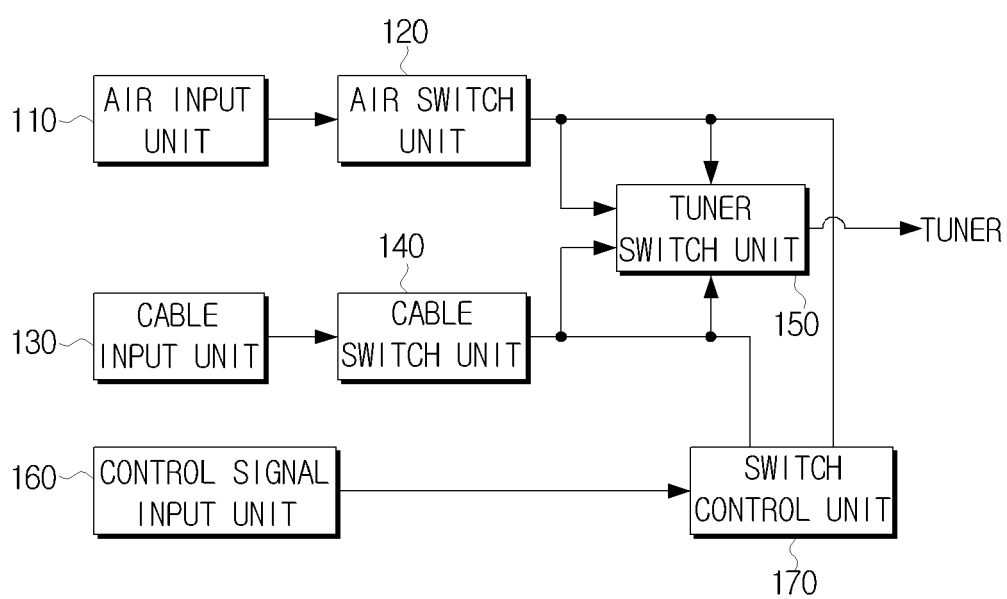 120
AIR INPUT
UNIT
110
AIR SWITCH
UNIT
TUNER
SWITCH UNIT
TUNER
150
140
CABLE
INPUT UNIT
130
CABLE
SWITCH UNIT
160
CONTROL SIGNAL
INPUT UNIT
SWITCH
CONTROL UNIT
170